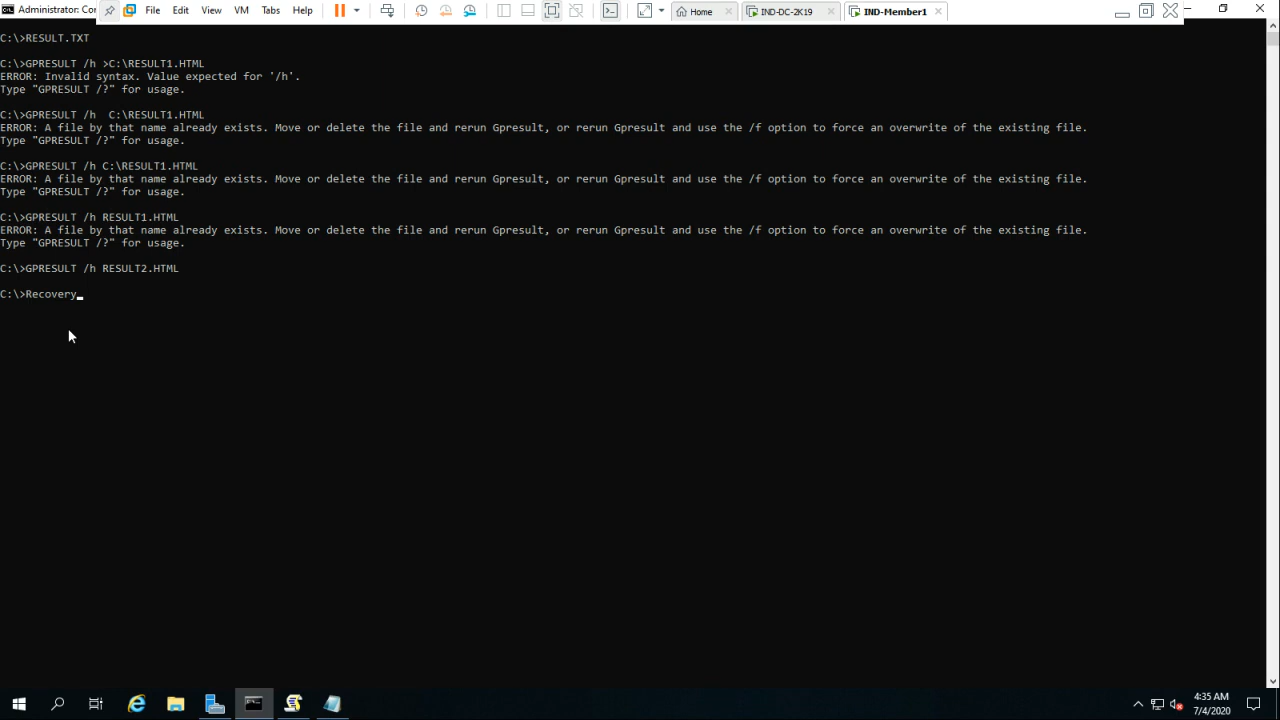 Administrator: Cor
File Edit View VM Tabs Help
Home
IND-DC-2K19
IND-Member1
C:\>RESULT.TXT
C:\>GPRESULT /h >C:\RESULT1.HTML
ERROR: Invalid syntax. Value expected for '/h'.
Type "GPRESULT /?" for usage.
C:\>GPRESULT /h  C:\RESULT1.HTML
ERROR: A file by that name already exists. Move or delete the file and rerun Gpresult, or rerun Gpresult and use the /f option to force an overwrite of the existing file.
Type "GPRESULT /?" for usage.
C:\>GPRESULT /h C:\RESULT1.HTML
ERROR: A file by that name already exists. Move or delete the file and rerun Gpresult, or rerun Gpresult and use the /f option to force an overwrite of the existing file.
Type "GPRESULT /?" for usage.
C:\>GPRESULT /h RESULT1.HTML
ERROR: A file by that name already exists. Move or delete the file and rerun Gpresult, or rerun Gpresult and use the /f option to force an overwrite of the existing file.
Type "GPRESULT /?" for usage.
C:\>GPRESULT /h RESULT2.HTML
C:\>Recovery
4:35 AM
7/4/2020